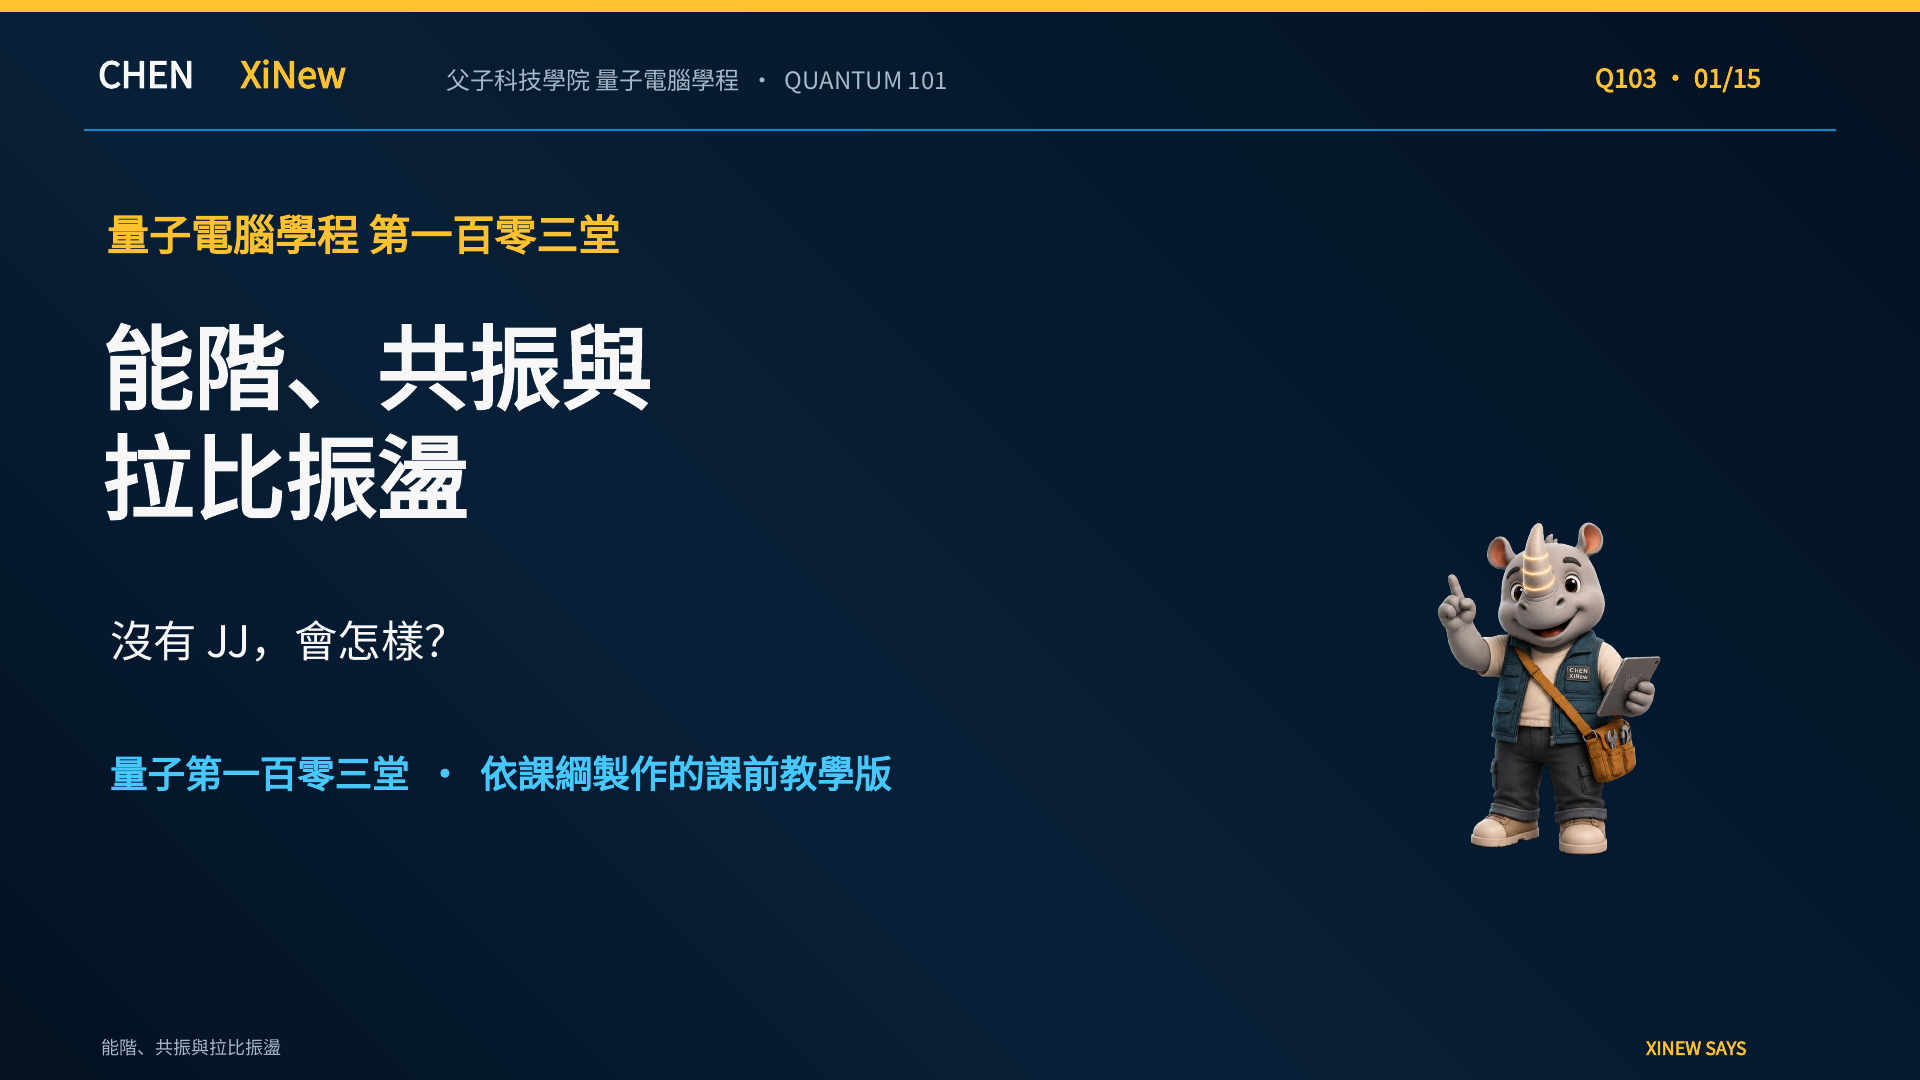 CHEN XiNew 父子科技學院 量子電腦學程 • QUANTUM 101 Q103 • 01/15
量子電腦學程 第一百零三堂
能階、共振與
拉比振盪
沒有 JJ，會怎樣？
CHEN
XiNew
量子第一百零三堂 • 依課綱製作的課前教學版
能階、共振與拉比振盪 XINEW SAYS